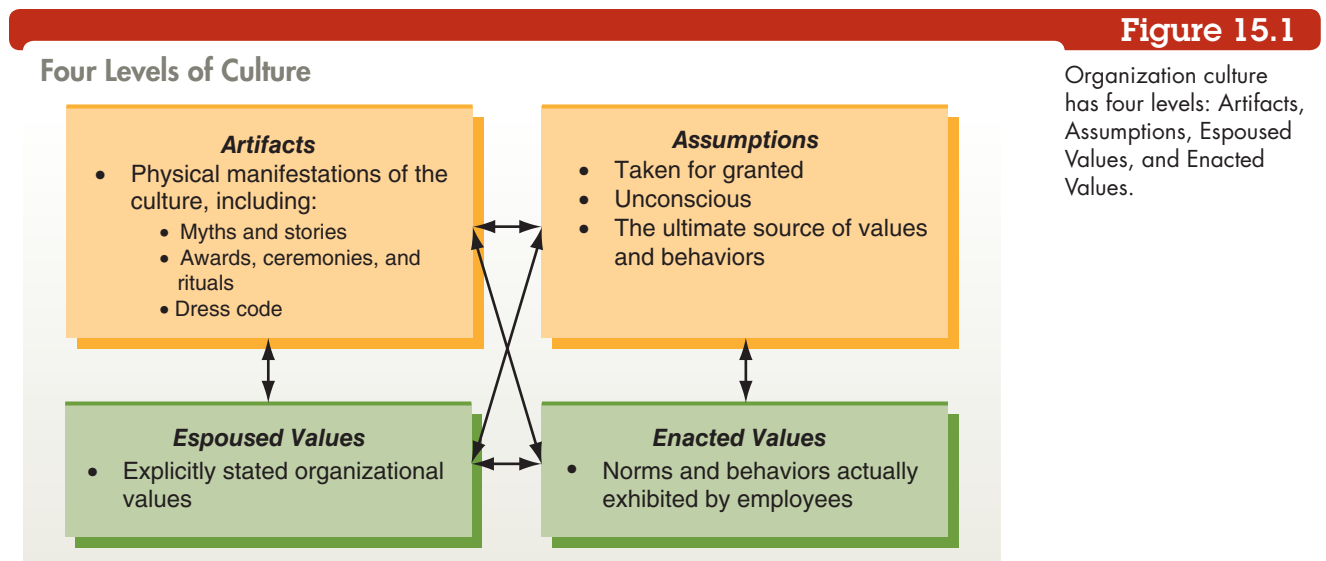 Figure 15.1
Four Levels of Culture
Organization culture
has four levels: Artifacts,
Assumptions, Espoused
Values, and Enacted
Values.
Artifacts
• Physical manifestations of the
culture, including:
• Myths and stories
• Awards, ceremonies, and
rituals
• Dress code
Assumptions
• Taken for granted
• Unconscious
• The ultimate source of values
and behaviors
Espoused Values
• Explicitly stated organizational
values
Enacted Values
• Norms and behaviors actually
exhibited by employees